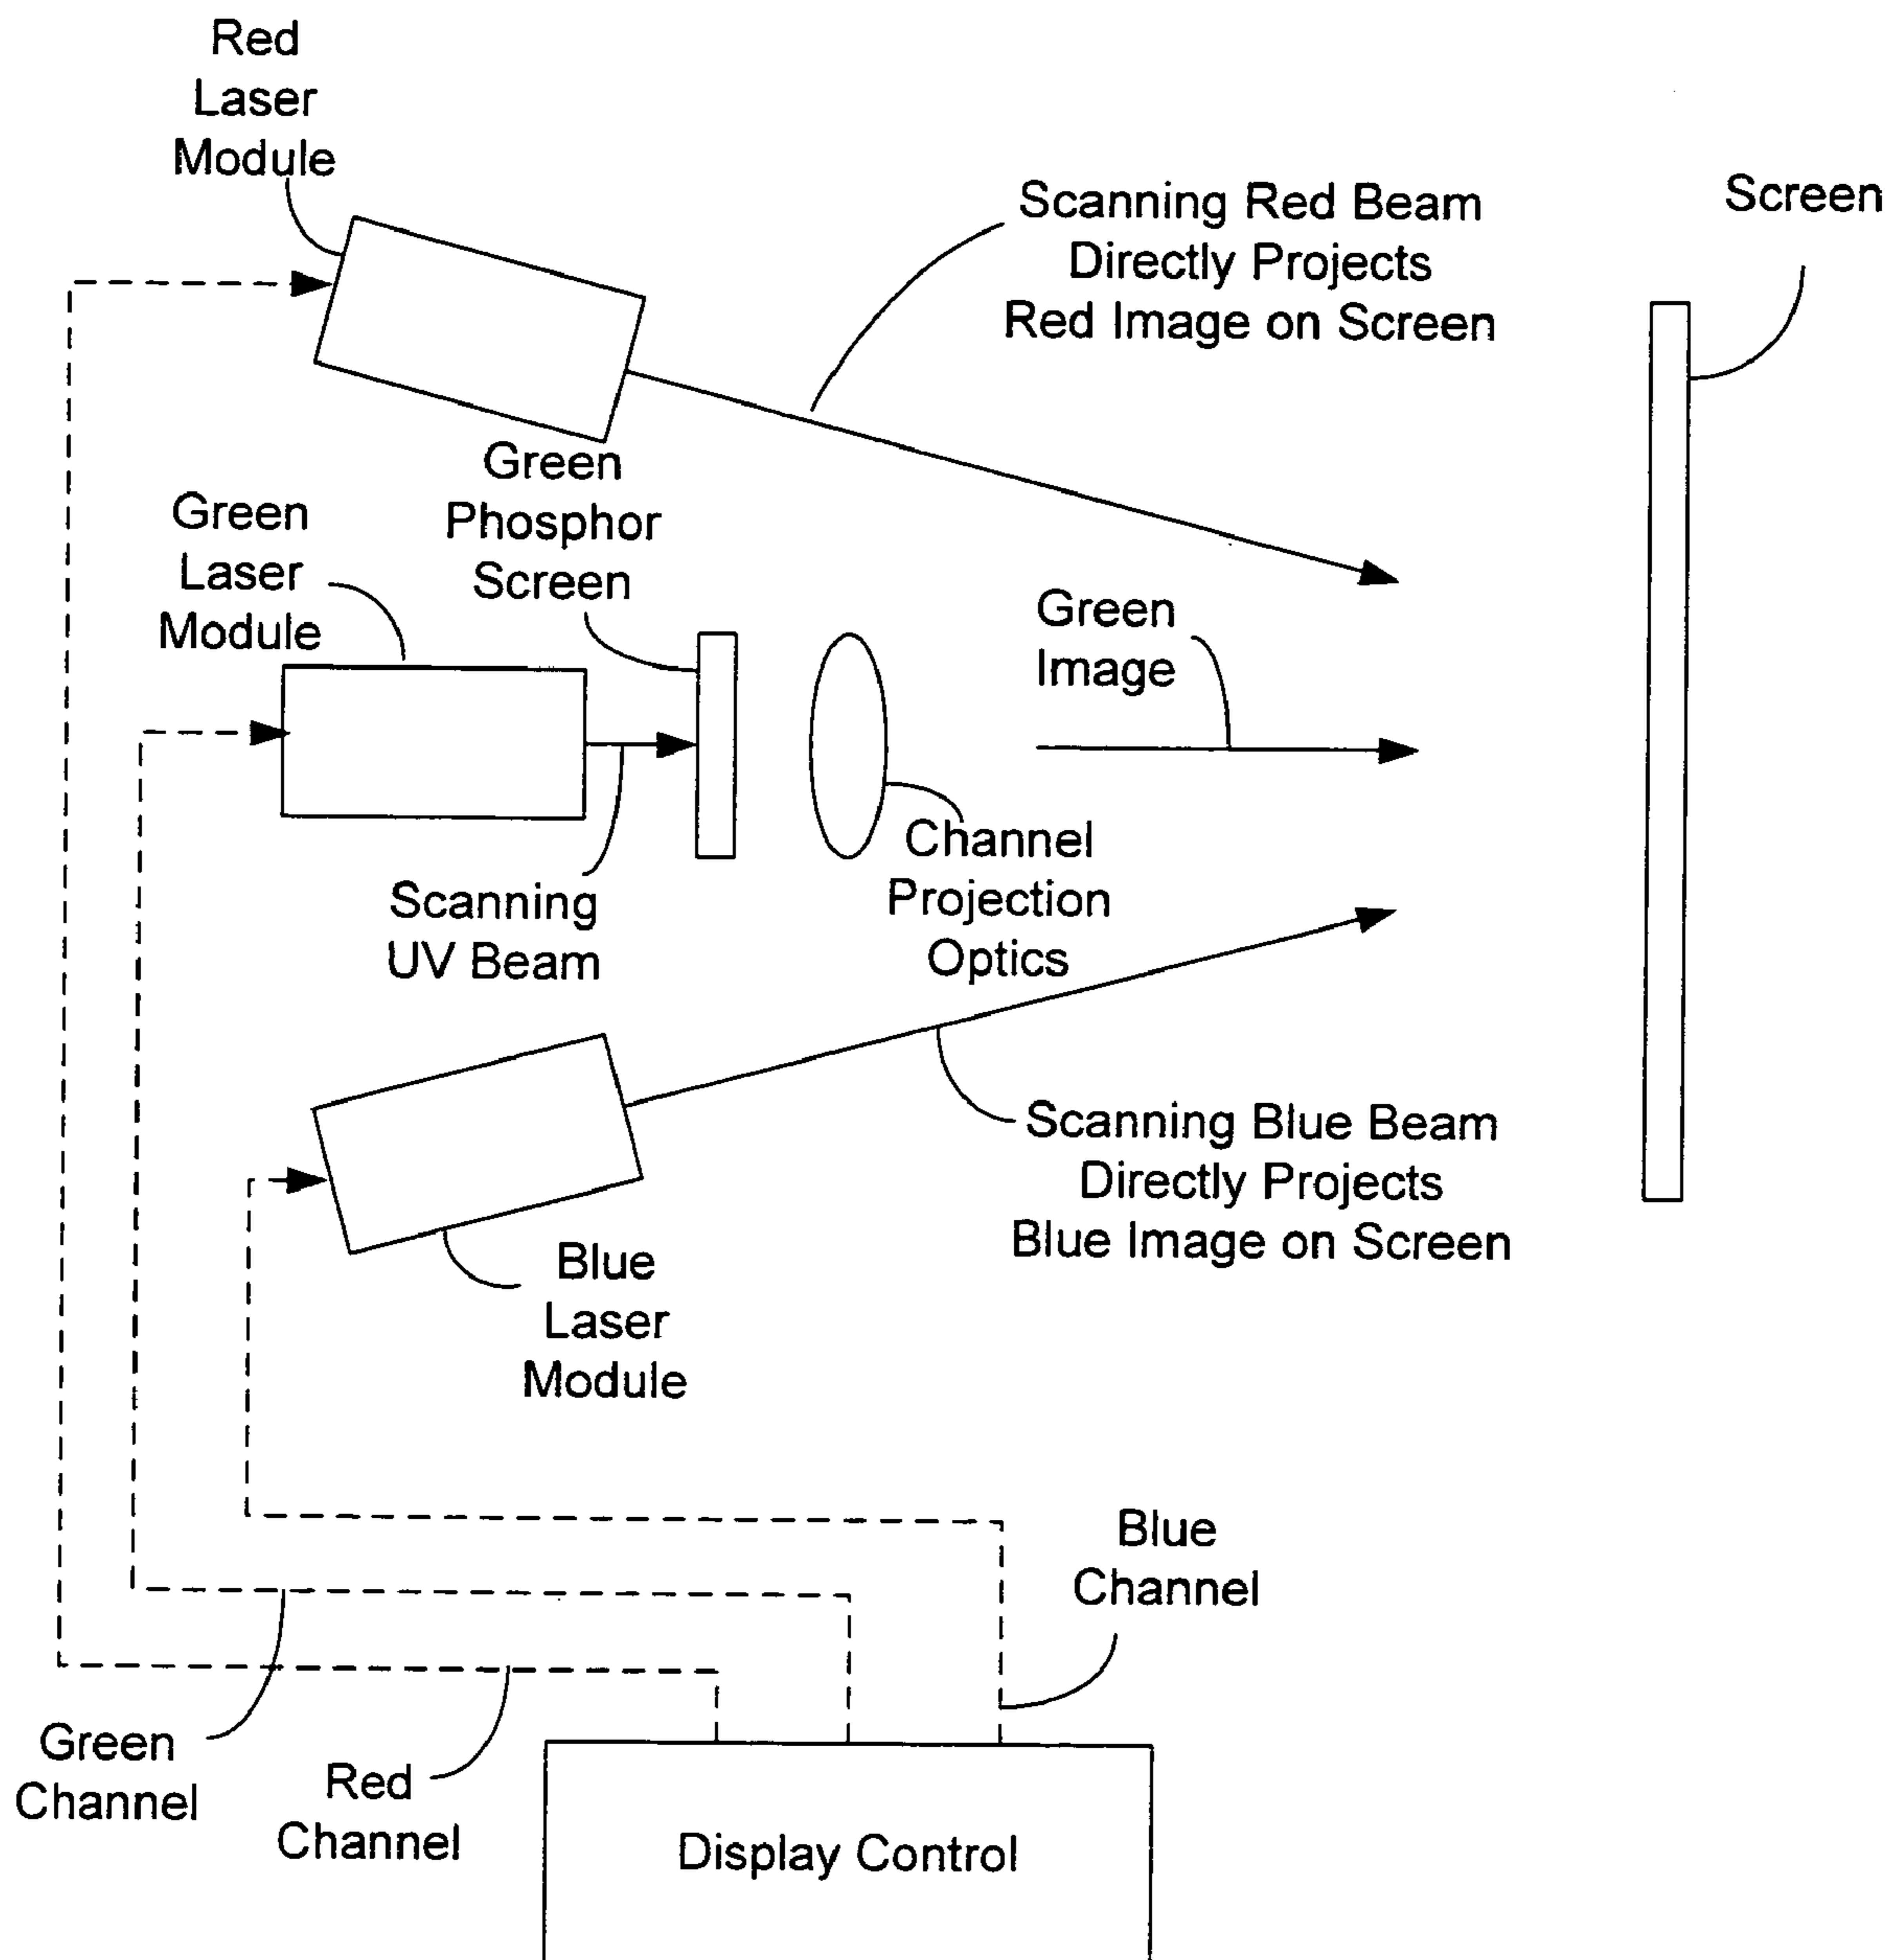 Red
Laser
Module
Scanning Red Beam
Directly Projects
Red Image on Screen
Screen
Green
Phosphor
Screen
Green
Laser
Module
Green
Image
Channel
Projection
Optics
Scanning
UV Beam
Scanning Blue Beam
Directly Projects
Blue Image on Screen
Blue
Laser
Module
Blue
Channel
Green
Channel
Red
Channel
Display Control